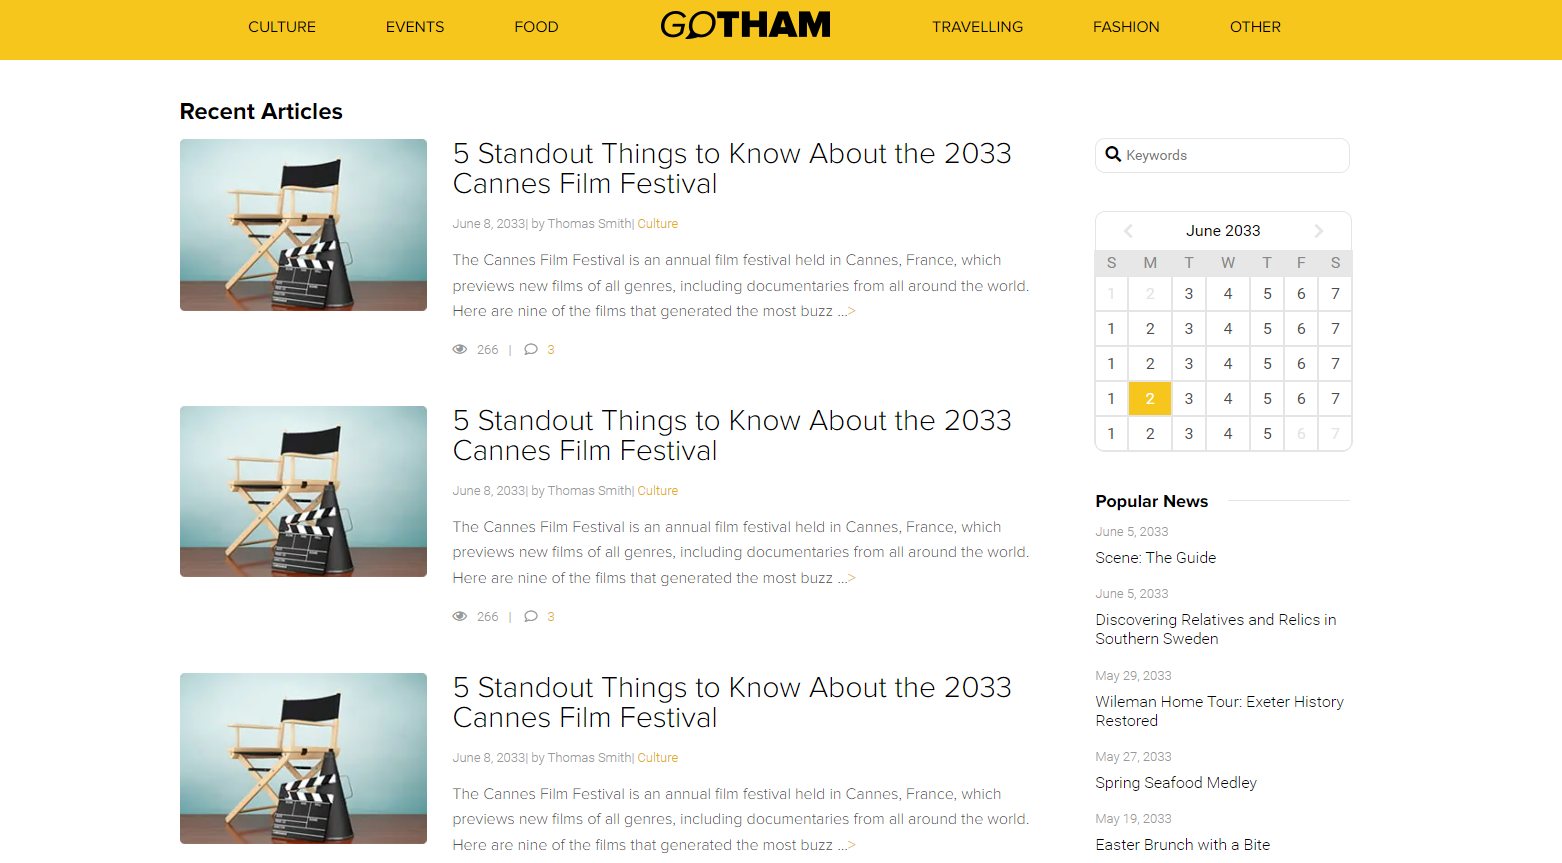 CULTURE EVENTS FOOD GOTHAM TRAVELLING FASHION OTHER
Recent Articles
5 Standout Things to Know About the 2033
Cannes Film Festival
June 8, 2033| by Thomas Smith| Culture
The Cannes Film Festival is an annual film festival held in Cannes, France, which
previews new films of all genres, including documentaries from all around the world.
Here are nine of the films that generated the most buzz ...>
266 | 3
5 Standout Things to Know About the 2033
Cannes Film Festival
June 8, 2033| by Thomas Smith| Culture
The Cannes Film Festival is an annual film festival held in Cannes, France, which
previews new films of all genres, including documentaries from all around the world.
Here are nine of the films that generated the most buzz ...>
266 | 3
5 Standout Things to Know About the 2033
Cannes Film Festival
June 8, 2033| by Thomas Smith| Culture
The Cannes Film Festival is an annual film festival held in Cannes, France, which
previews new films of all genres, including documentaries from all around the world.
Here are nine of the films that generated the most buzz ...>
Keywords
June 2033
S M T W T F S
1 2 3 4 5 6 7
1 2 3 4 5 6 7
1 2 3 4 5 6 7
1 2 3 4 5 6 7
1 2 3 4 5 6 7
Popular News
June 5, 2033
Scene: The Guide
June 5, 2033
Discovering Relatives and Relics in
Southern Sweden
May 29, 2033
Wileman Home Tour: Exeter History
Restored
May 27, 2033
Spring Seafood Medley
May 19, 2033
Easter Brunch with a Bite